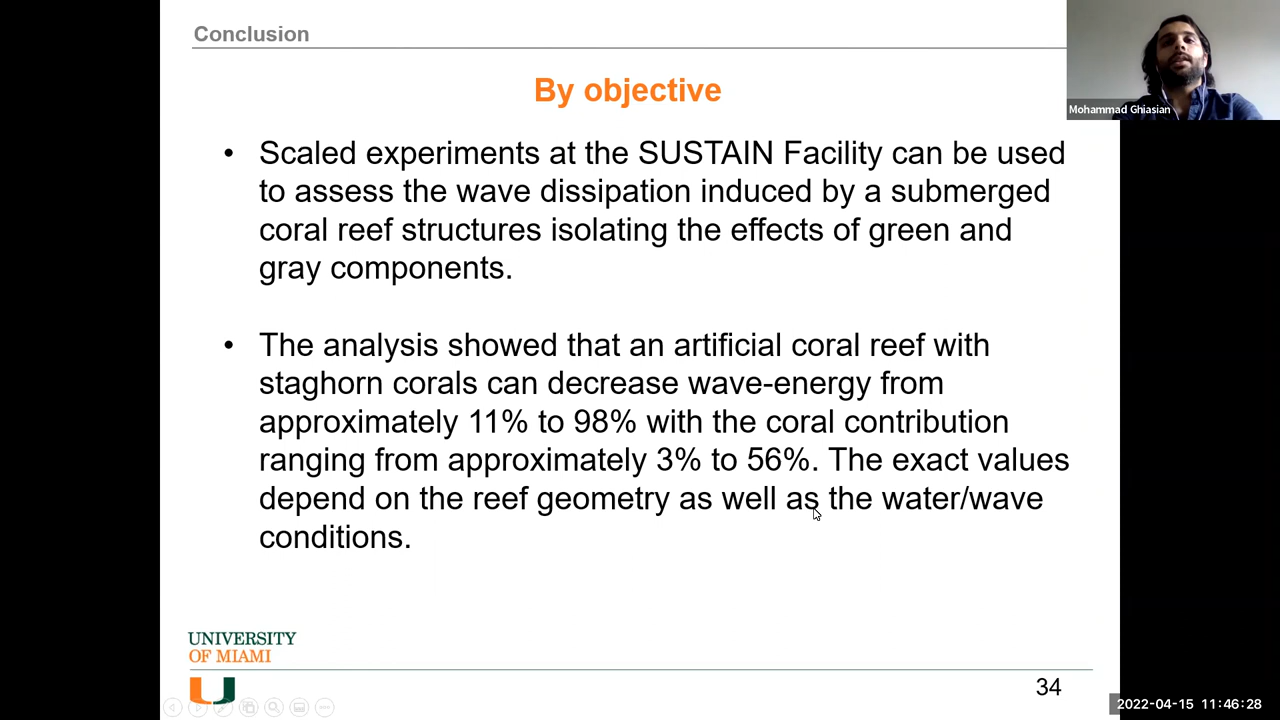 Conclusion
By objective
Mohammad Ghiasian
• Scaled experiments at the SUSTAIN Facility can be used
to assess the wave dissipation induced by a submerged
coral reef structures isolating the effects of green and
gray components.
• The analysis showed that an artificial coral reef with
staghorn corals can decrease wave-energy from
approximately 11% to 98% with the coral contribution
ranging from approximately 3% to 56%. The exact values
depend on the reef geometry as well as the water/wave
conditions.
UNIVERSITY
OF MIAMI
34
2022-04-15 11:46:28